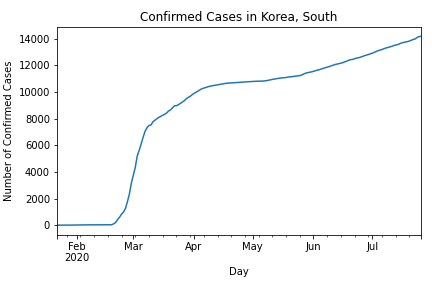 Confirmed Cases in Korea, South
Number of Confirmed Cases
14000
12000
10000
8000
6000
4000
2000
0
Feb Mar Apr May Jun Jul
2020
Day